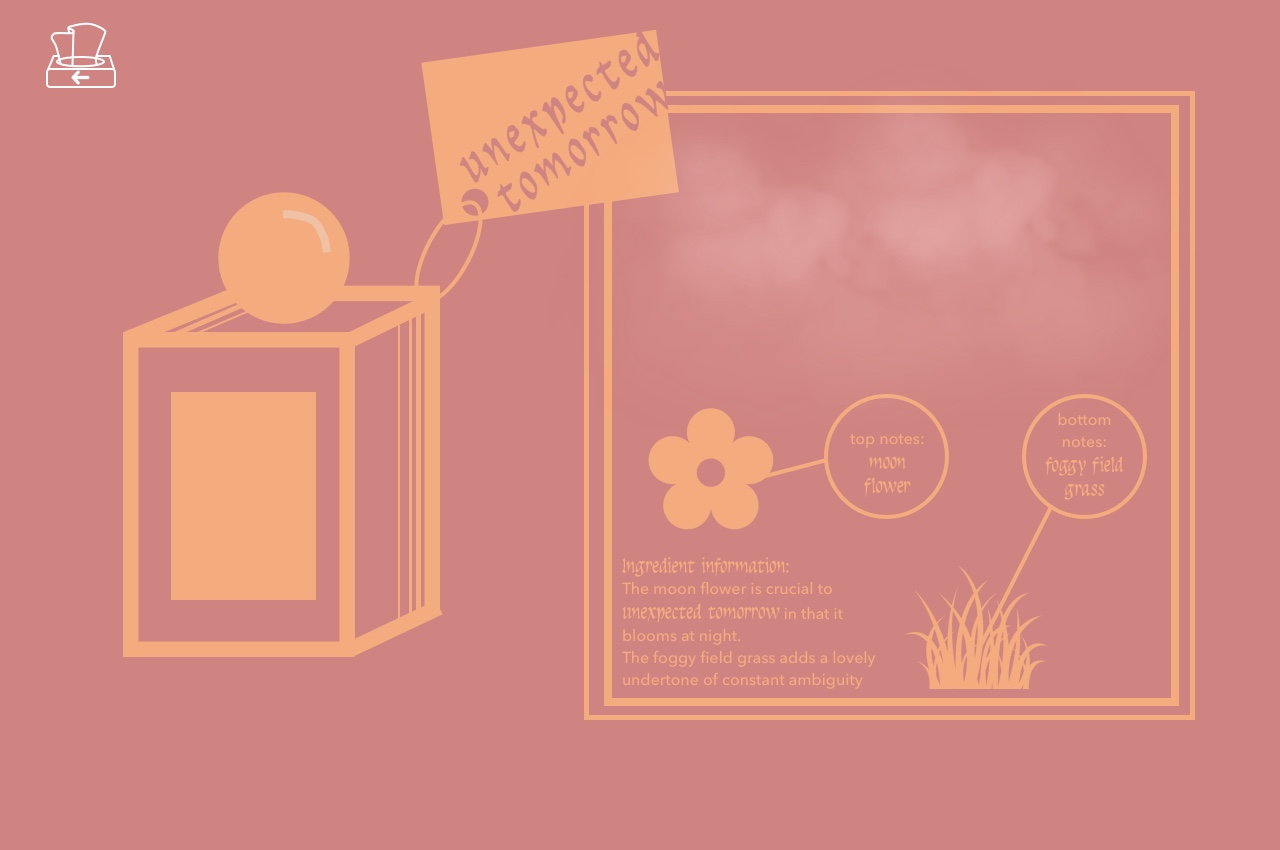 unexpected
tomorrow
top notes:
moon
flower
bottom
notes:
foggy field
grass
Ingredient information:
The moon flower is crucial to
unexpected tomorrow in that it
blooms at night.
The foggy field grass adds a lovely
undertone of constant ambiguity